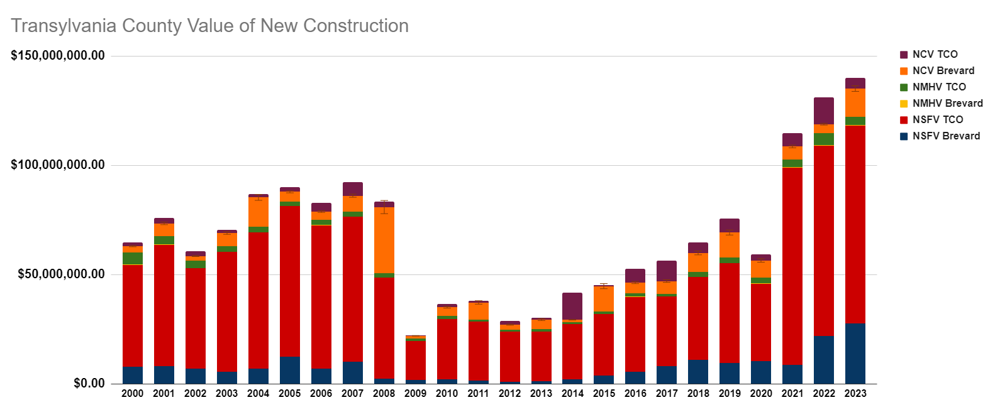 Transylvania County Value of New Construction
$150,000,000.00
$100,000,000.00
$50,000,000.00
$0.00
2000 2001 2002 2003 2004 2005 2006 2007 2008 2009 2010 2011 2012 2013 2014 2015 2016 2017 2018 2019 2020 2021 2022 2023
NCV TCO
NCV Brevard
NMHV TCO
NMHV Brevard
NSFV TCO
NSFV Brevard